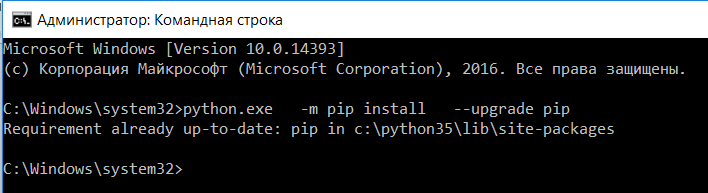 Администратор: Командная строка
Microsoft Windows [Version 10.0.14393]
(c) Корпорация Майкрософт (Microsoft Corporation), 2016. Все права защищены.
C:\Windows\system32>python.exe   -m pip install   --upgrade pip
Requirement already up-to-date: pip in c:\python35\lib\site-packages
C:\Windows\system32>